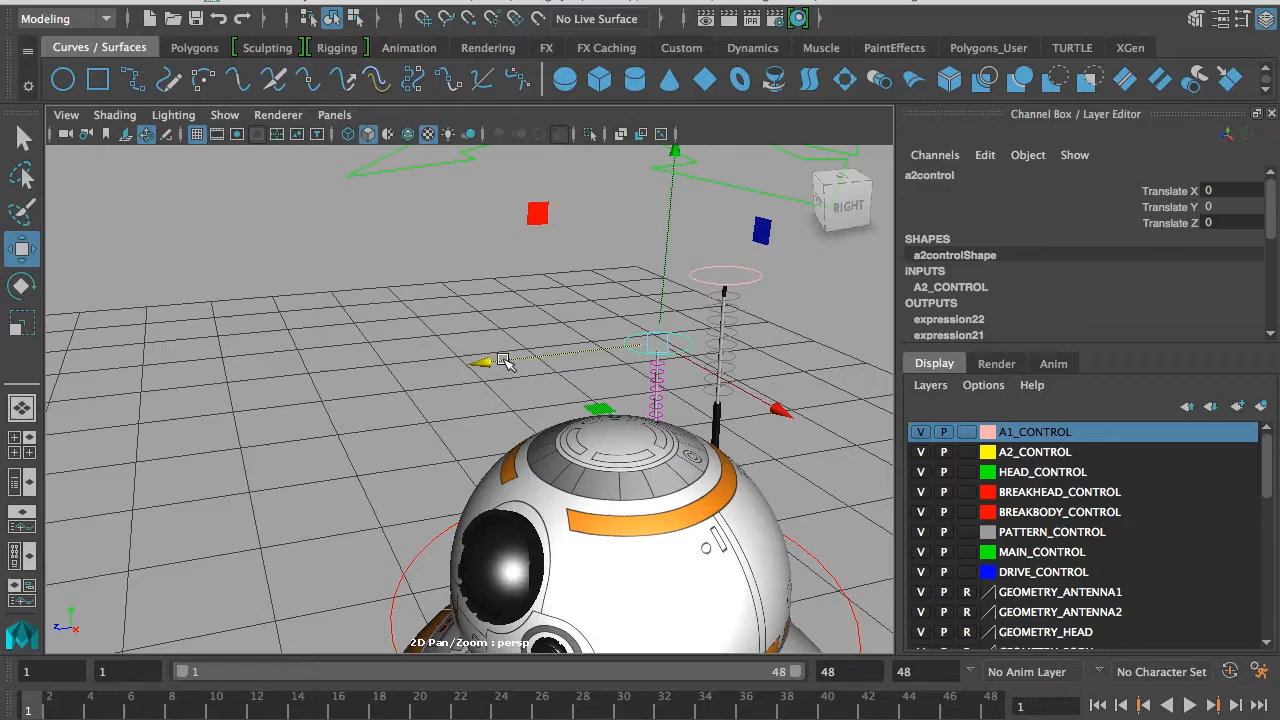 Modeling
No Live Surface
Curves / Surfaces
Polygons
Sculpting
Rigging
Animation
Rendering
FX
FX Caching
Custom
Dynamics
Muscle
PaintEffects
Polygons_User
TURTLE
XGen
View
Shading
Lighting
Show
Renderer
Panels
RIGHT
2D Pan/Zoom : persp
Channel Box / Layer Editor
Channels
Edit
Object
Show
a2control
Translate X 0
Translate Y 0
Translate Z 0
SHAPES
a2controlShape
INPUTS
A2_CONTROL
OUTPUTS
expression22
expression21
Display
Render
Anim
Layers
Options
Help
V P A1_CONTROL
V P A2_CONTROL
V P HEAD_CONTROL
V P BREAKHEAD_CONTROL
V P BREAKBODY_CONTROL
V P PATTERN_CONTROL
V P MAIN_CONTROL
V P DRIVE_CONTROL
V P R GEOMETRY_ANTENNA1
V P R GEOMETRY_ANTENNA2
V P R GEOMETRY_HEAD
z x
1 1 1 48 48 48 No Anim Layer No Character Set
2 4 6 8 10 12 14 16 18 20 22 24 26 28 30 32 34 36 38 40 42 44 46 48
1 1
IPR